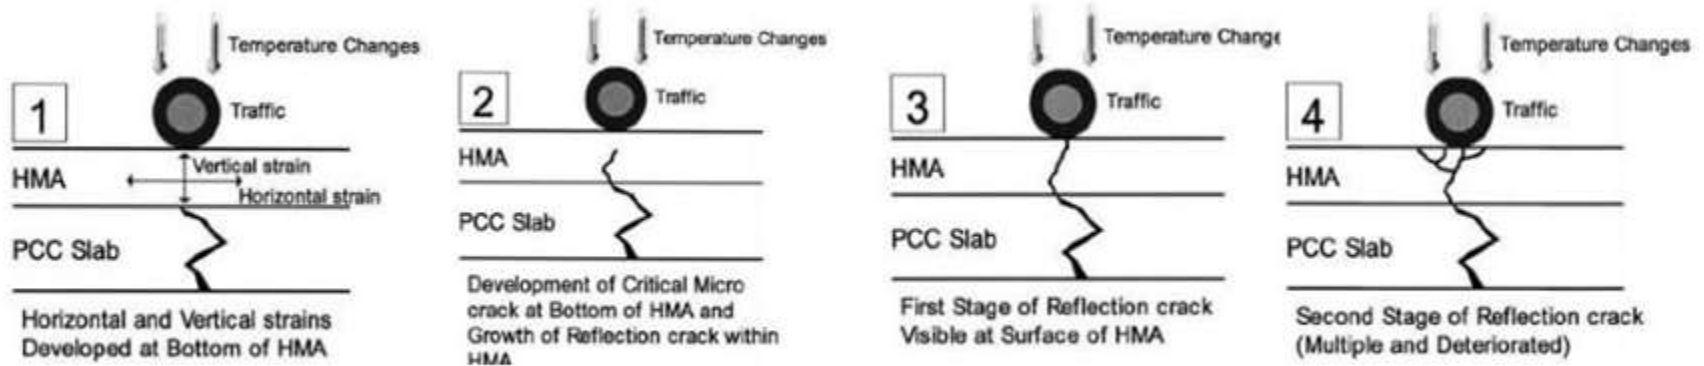 Temperature Changes
1
Traffic
Vertical strain
HMA
Horizontal strain
PCC Slab
Horizontal and Vertical strains
Developed at Bottom of HMA
Temperature Changes
2
Traffic
HMA
PCC Slab
Development of Critical Micro
crack at Bottom of HMA and
Growth of Reflection crack within
HMA
Temperature Change
3
Traffic
HMA
PCC Slab
First Stage of Reflection crack
Visible at Surface of HMA
Temperature Changes
4
Traffic
HMA
PCC Slab
Second Stage of Reflection crack
(Multiple and Deteriorated)